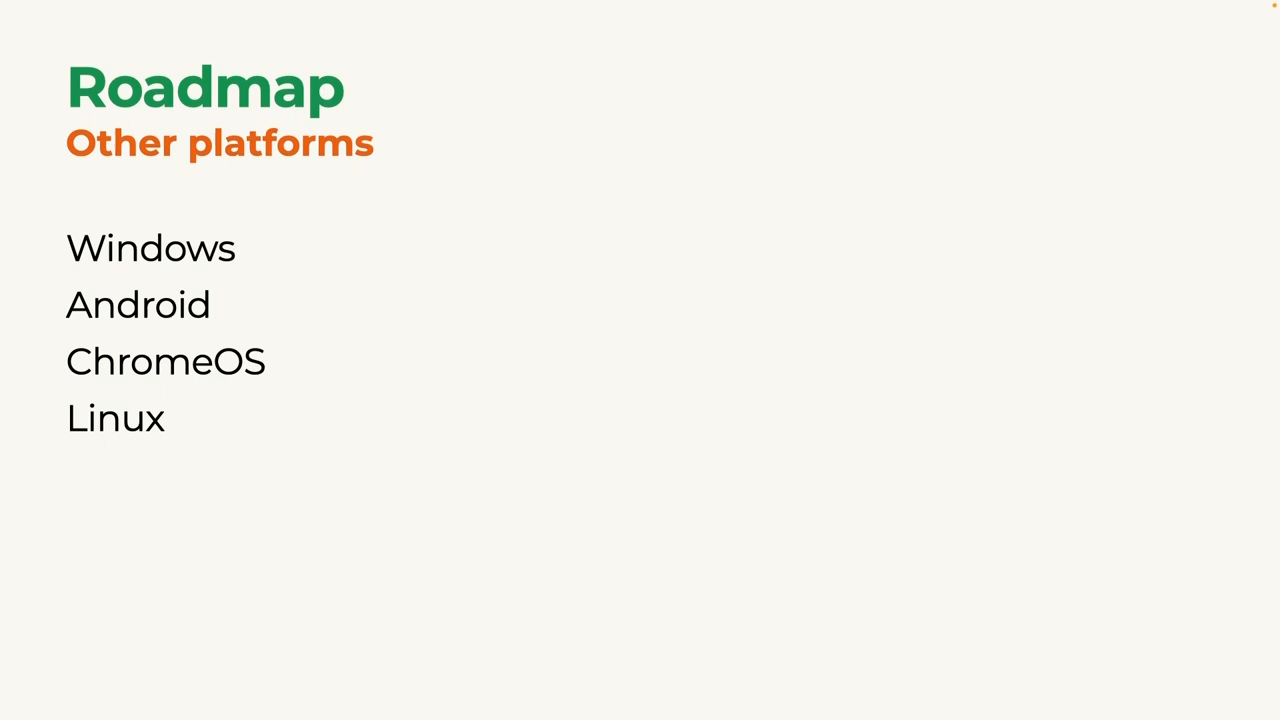 Roadmap
Other platforms
Windows
Android
ChromeOS
Linux